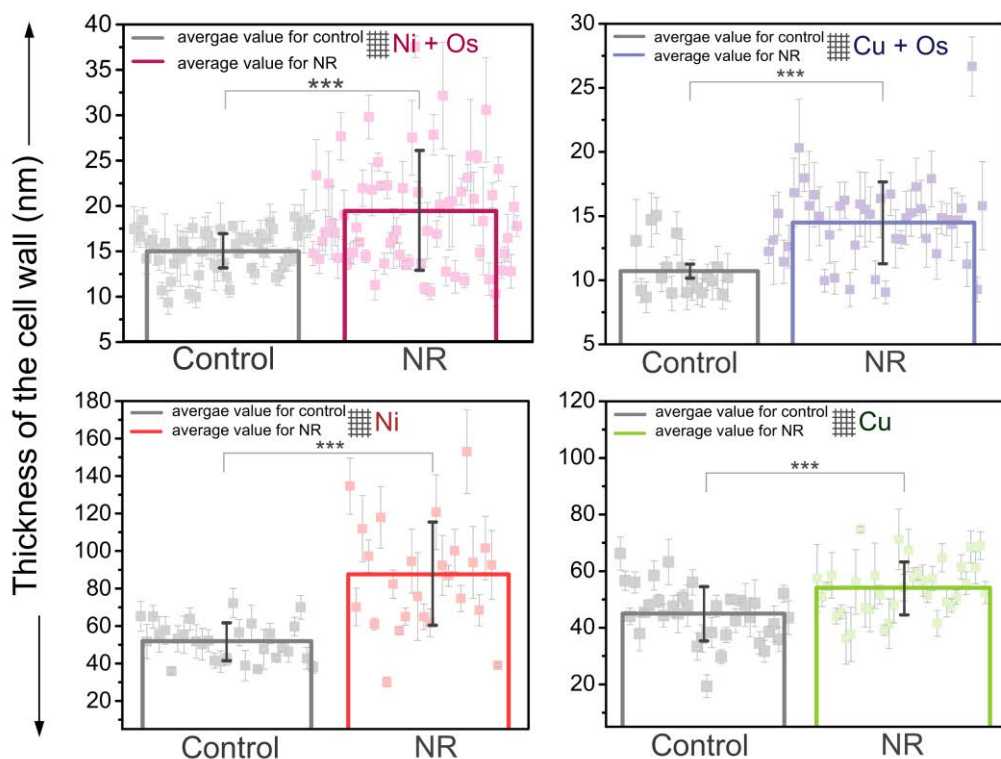 Thickness of the cell wall (nm)
40
35
30
25
20
15
10
5
avergae value for control
average value for NR
Ni + Os
***
Control
NR
30
25
20
15
10
5
avergae value for control
average value for NR
Cu + Os
***
Control
NR
180
160
140
120
100
80
60
40
20
avergae value for control
average value for NR
Ni
***
Control
NR
120
100
80
60
40
20
avergae value for control
average value for NR
Cu
***
Control
NR